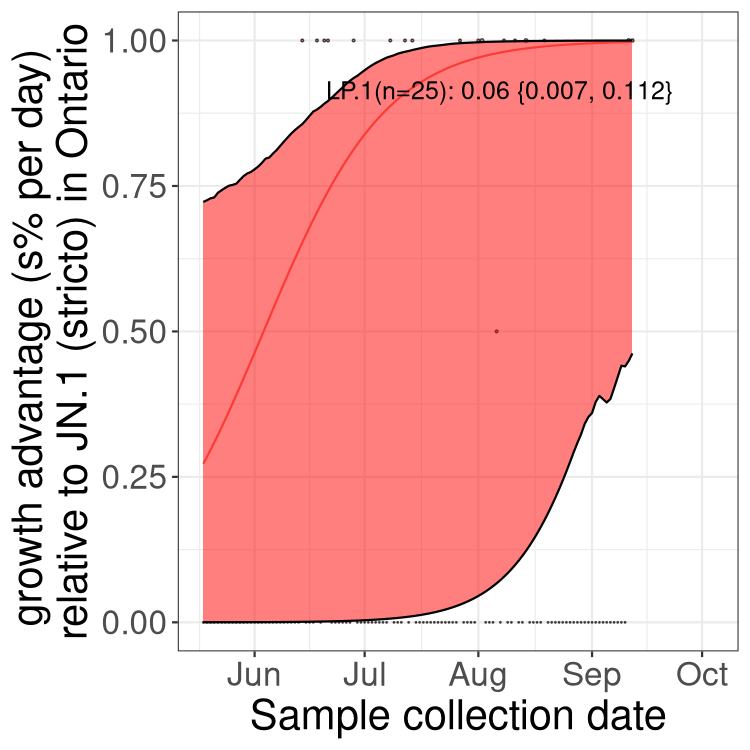 growth advantage (s% per day)
relative to JN.1 (stricto) in Ontario
1.00
0.75
0.50
0.25
0.00
LP.1(n=25): 0.06 {0.007, 0.112}
Jun Jul Aug Sep Oct
Sample collection date